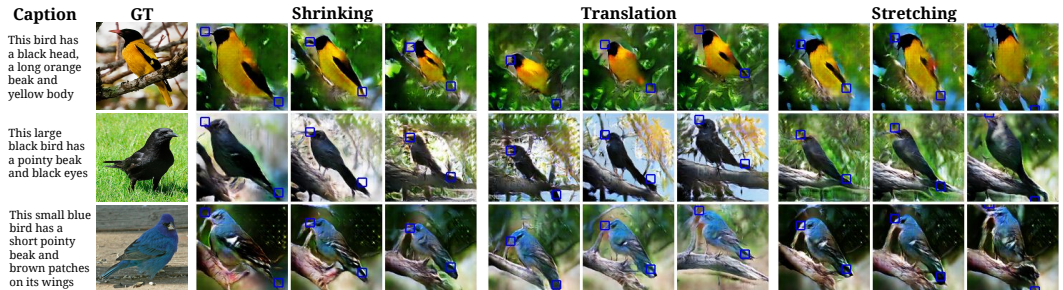 Caption GT Shrinking Translation Stretching
This bird has
a black head,
a long orange
beak and
yellow body
This large
black bird has
a pointy beak
and black eyes
This small blue
bird has a
short pointy
beak and
brown patches
on its wings